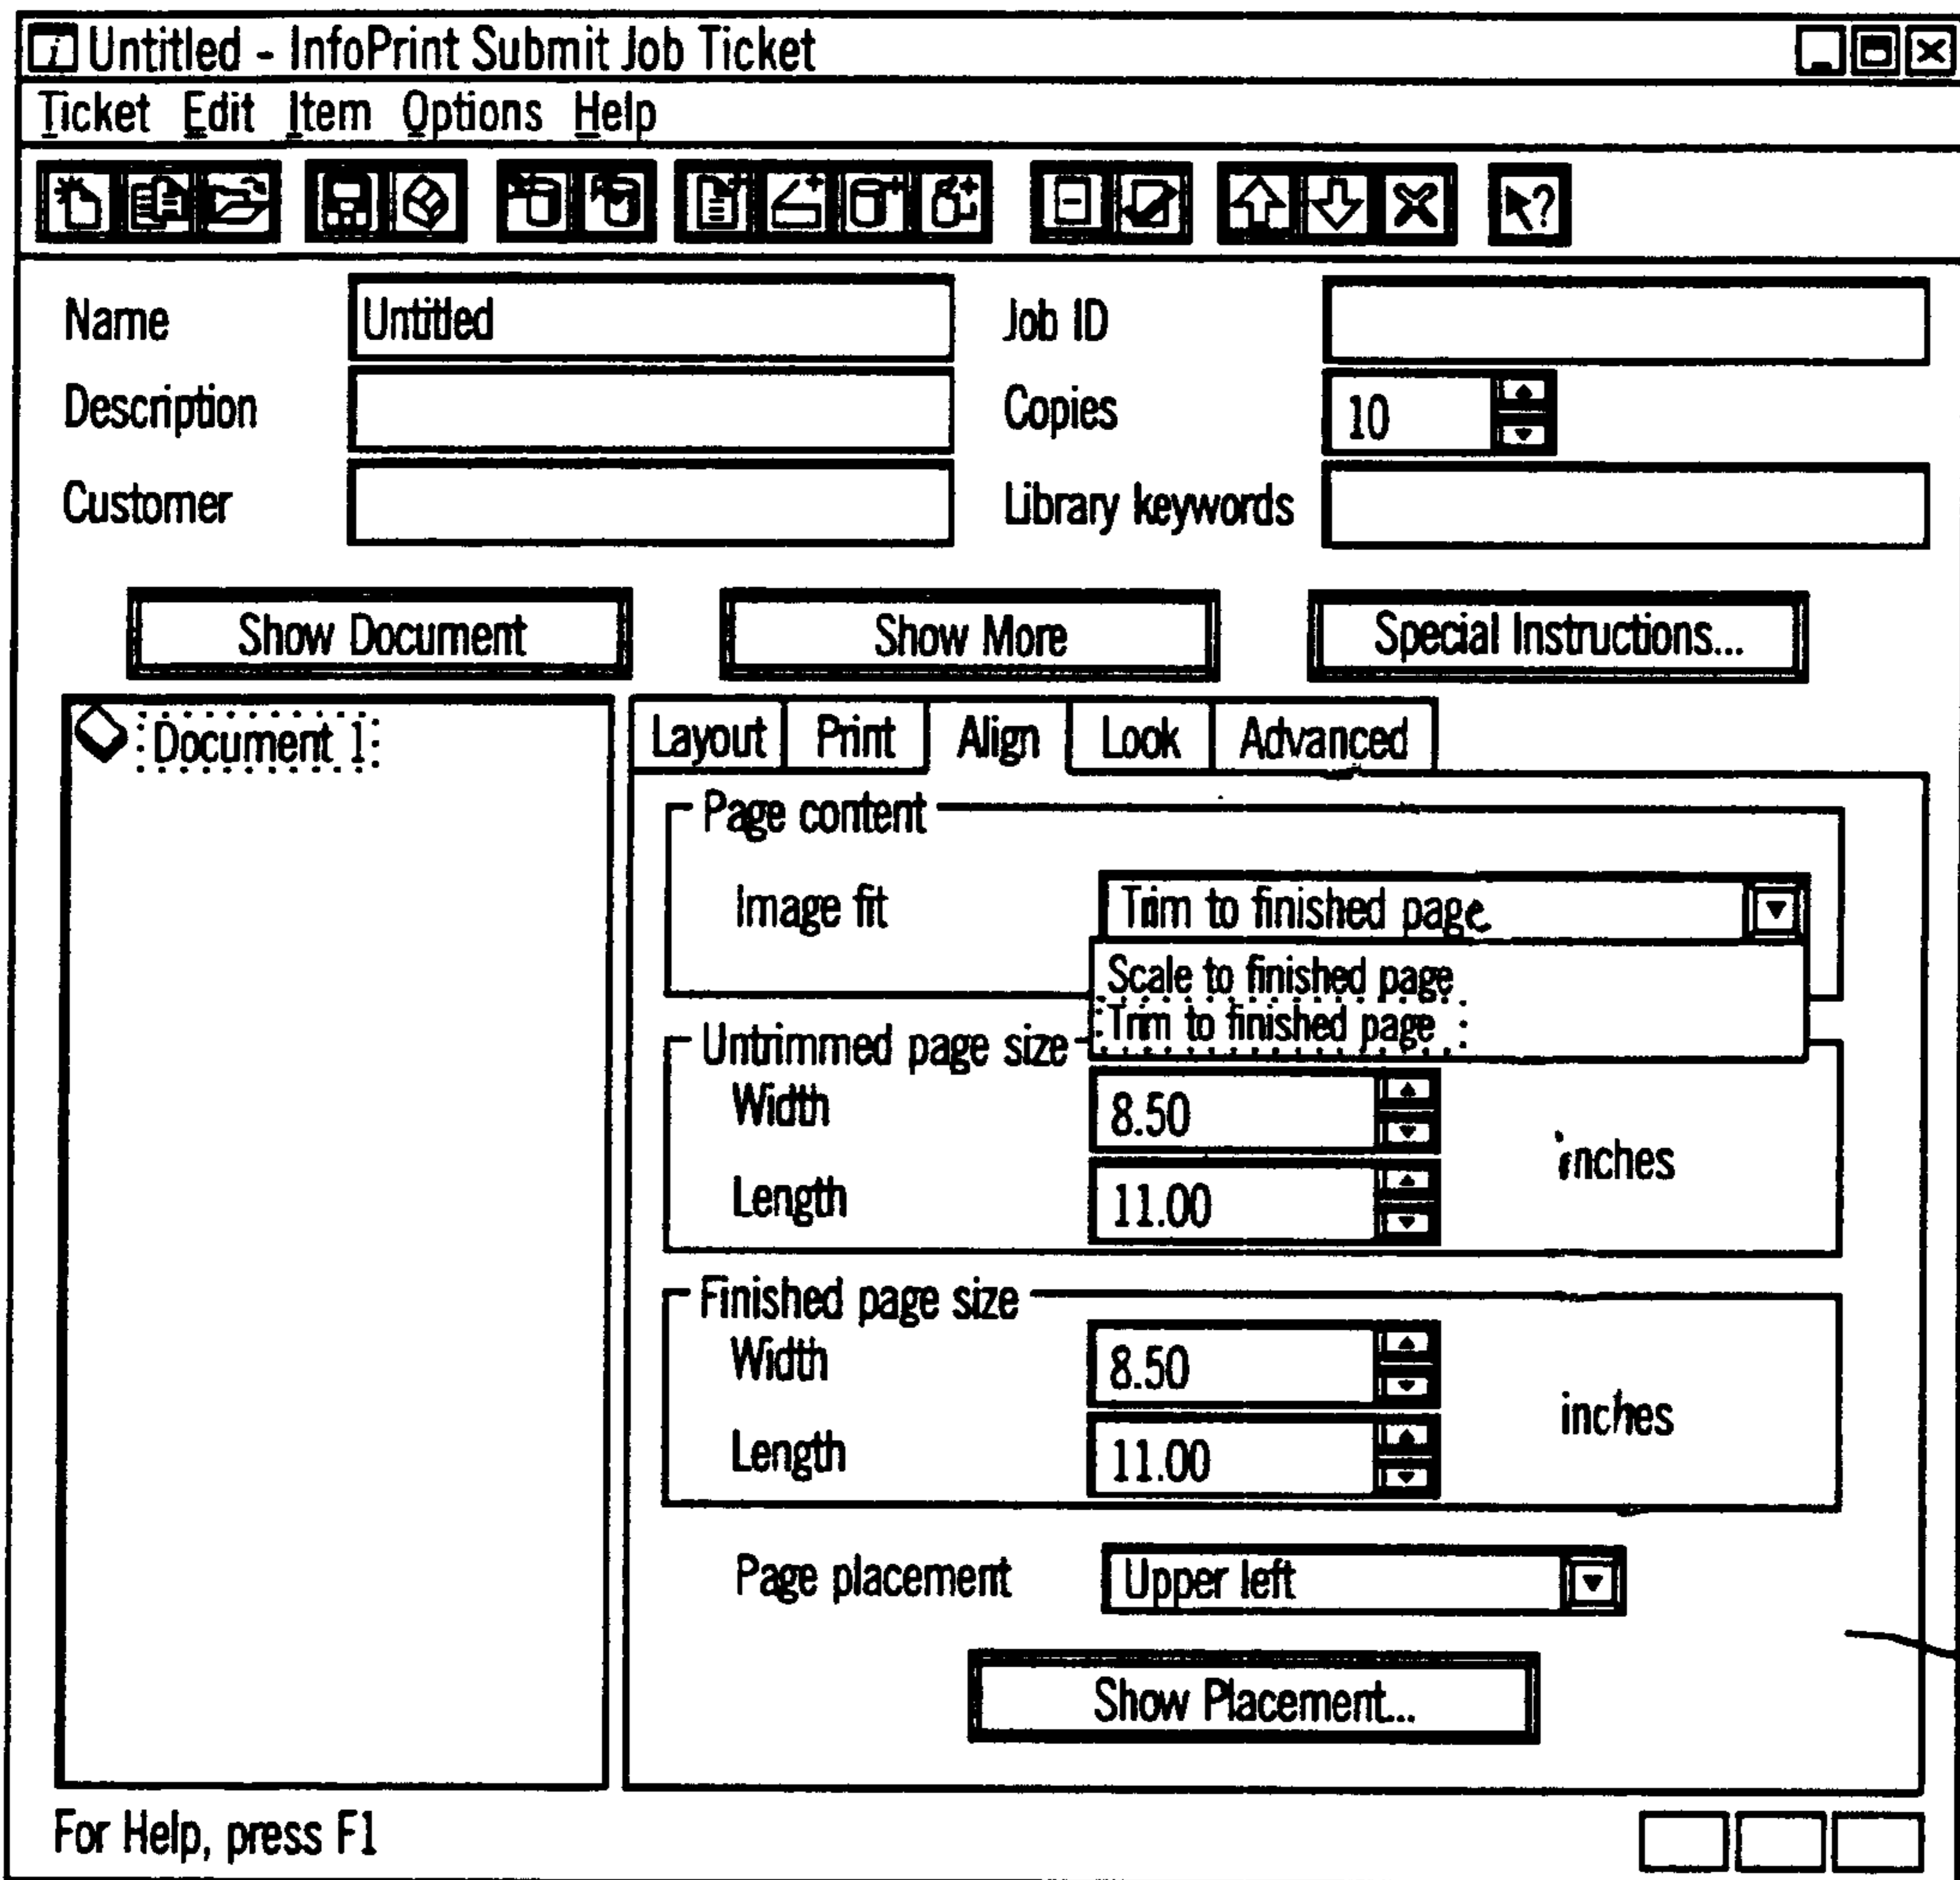 Untitled - InfoPrint Submit Job Ticket
Ticket Edit Item Options Help
Name Untitled Job ID
Description Copies 10
Customer Library keywords
Show Document Show More Special Instructions...
Document 1
Layout Print Align Look Advanced
Page content
Image fit Trim to finished page
Scale to finished page
Trim to finished page
Untrimmed page size
Width 8.50
inches
Length 11.00
Finished page size
Width 8.50
inches
Length 11.00
Page placement Upper left
Show Placement...
For Help, press F1